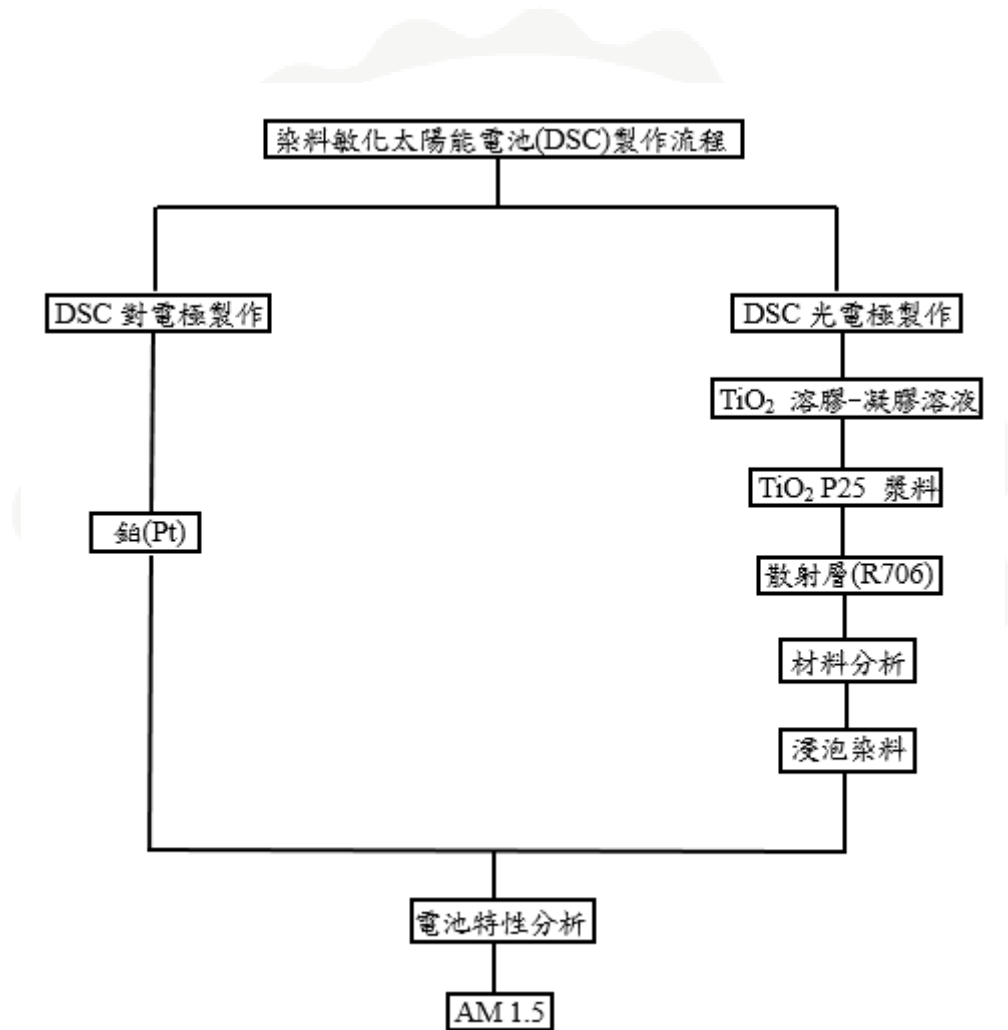 染料敏化太陽能電池(DSC)製作流程
DSC 對電極製作
DSC 光電極製作
TiO₂ 溶膠-凝膠溶液
TiO₂ P25 漿料
鉑(Pt)
散射層(R706)
材料分析
浸泡染料
電池特性分析
AM 1.5